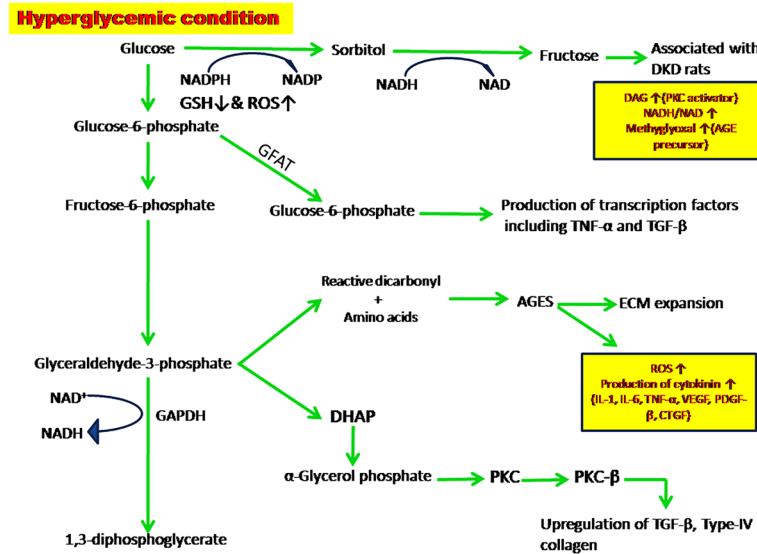 Hyperglycemic condition
Glucose
Sorbitol
Fructose
Associated with
DKD rats
NADPH
NADP
NADH
NAD
GSH↓ & ROS↑
DAG ↑{PKC activator}
NADH/NAD ↑
Methyglyoxal ↑{AGE
precursor}
Glucose-6-phosphate
GFAT
Fructose-6-phosphate
Glucose-6-phosphate
Production of transcription factors
including TNF-α and TGF-β
Reactive dicarbonyl
+
Amino acids
AGES
ECM expansion
Glyceraldehyde-3-phosphate
ROS ↑
Production of cytokinin ↑
{IL-1, IL-6, TNF-α, VEGF, PDGF-
β, CTGF}
NAD⁺
GAPDH
NADH
DHAP
α-Glycerol phosphate
PKC
PKC-β
Upregulation of TGF-β, Type-IV
collagen
1,3-diphosphoglycerate